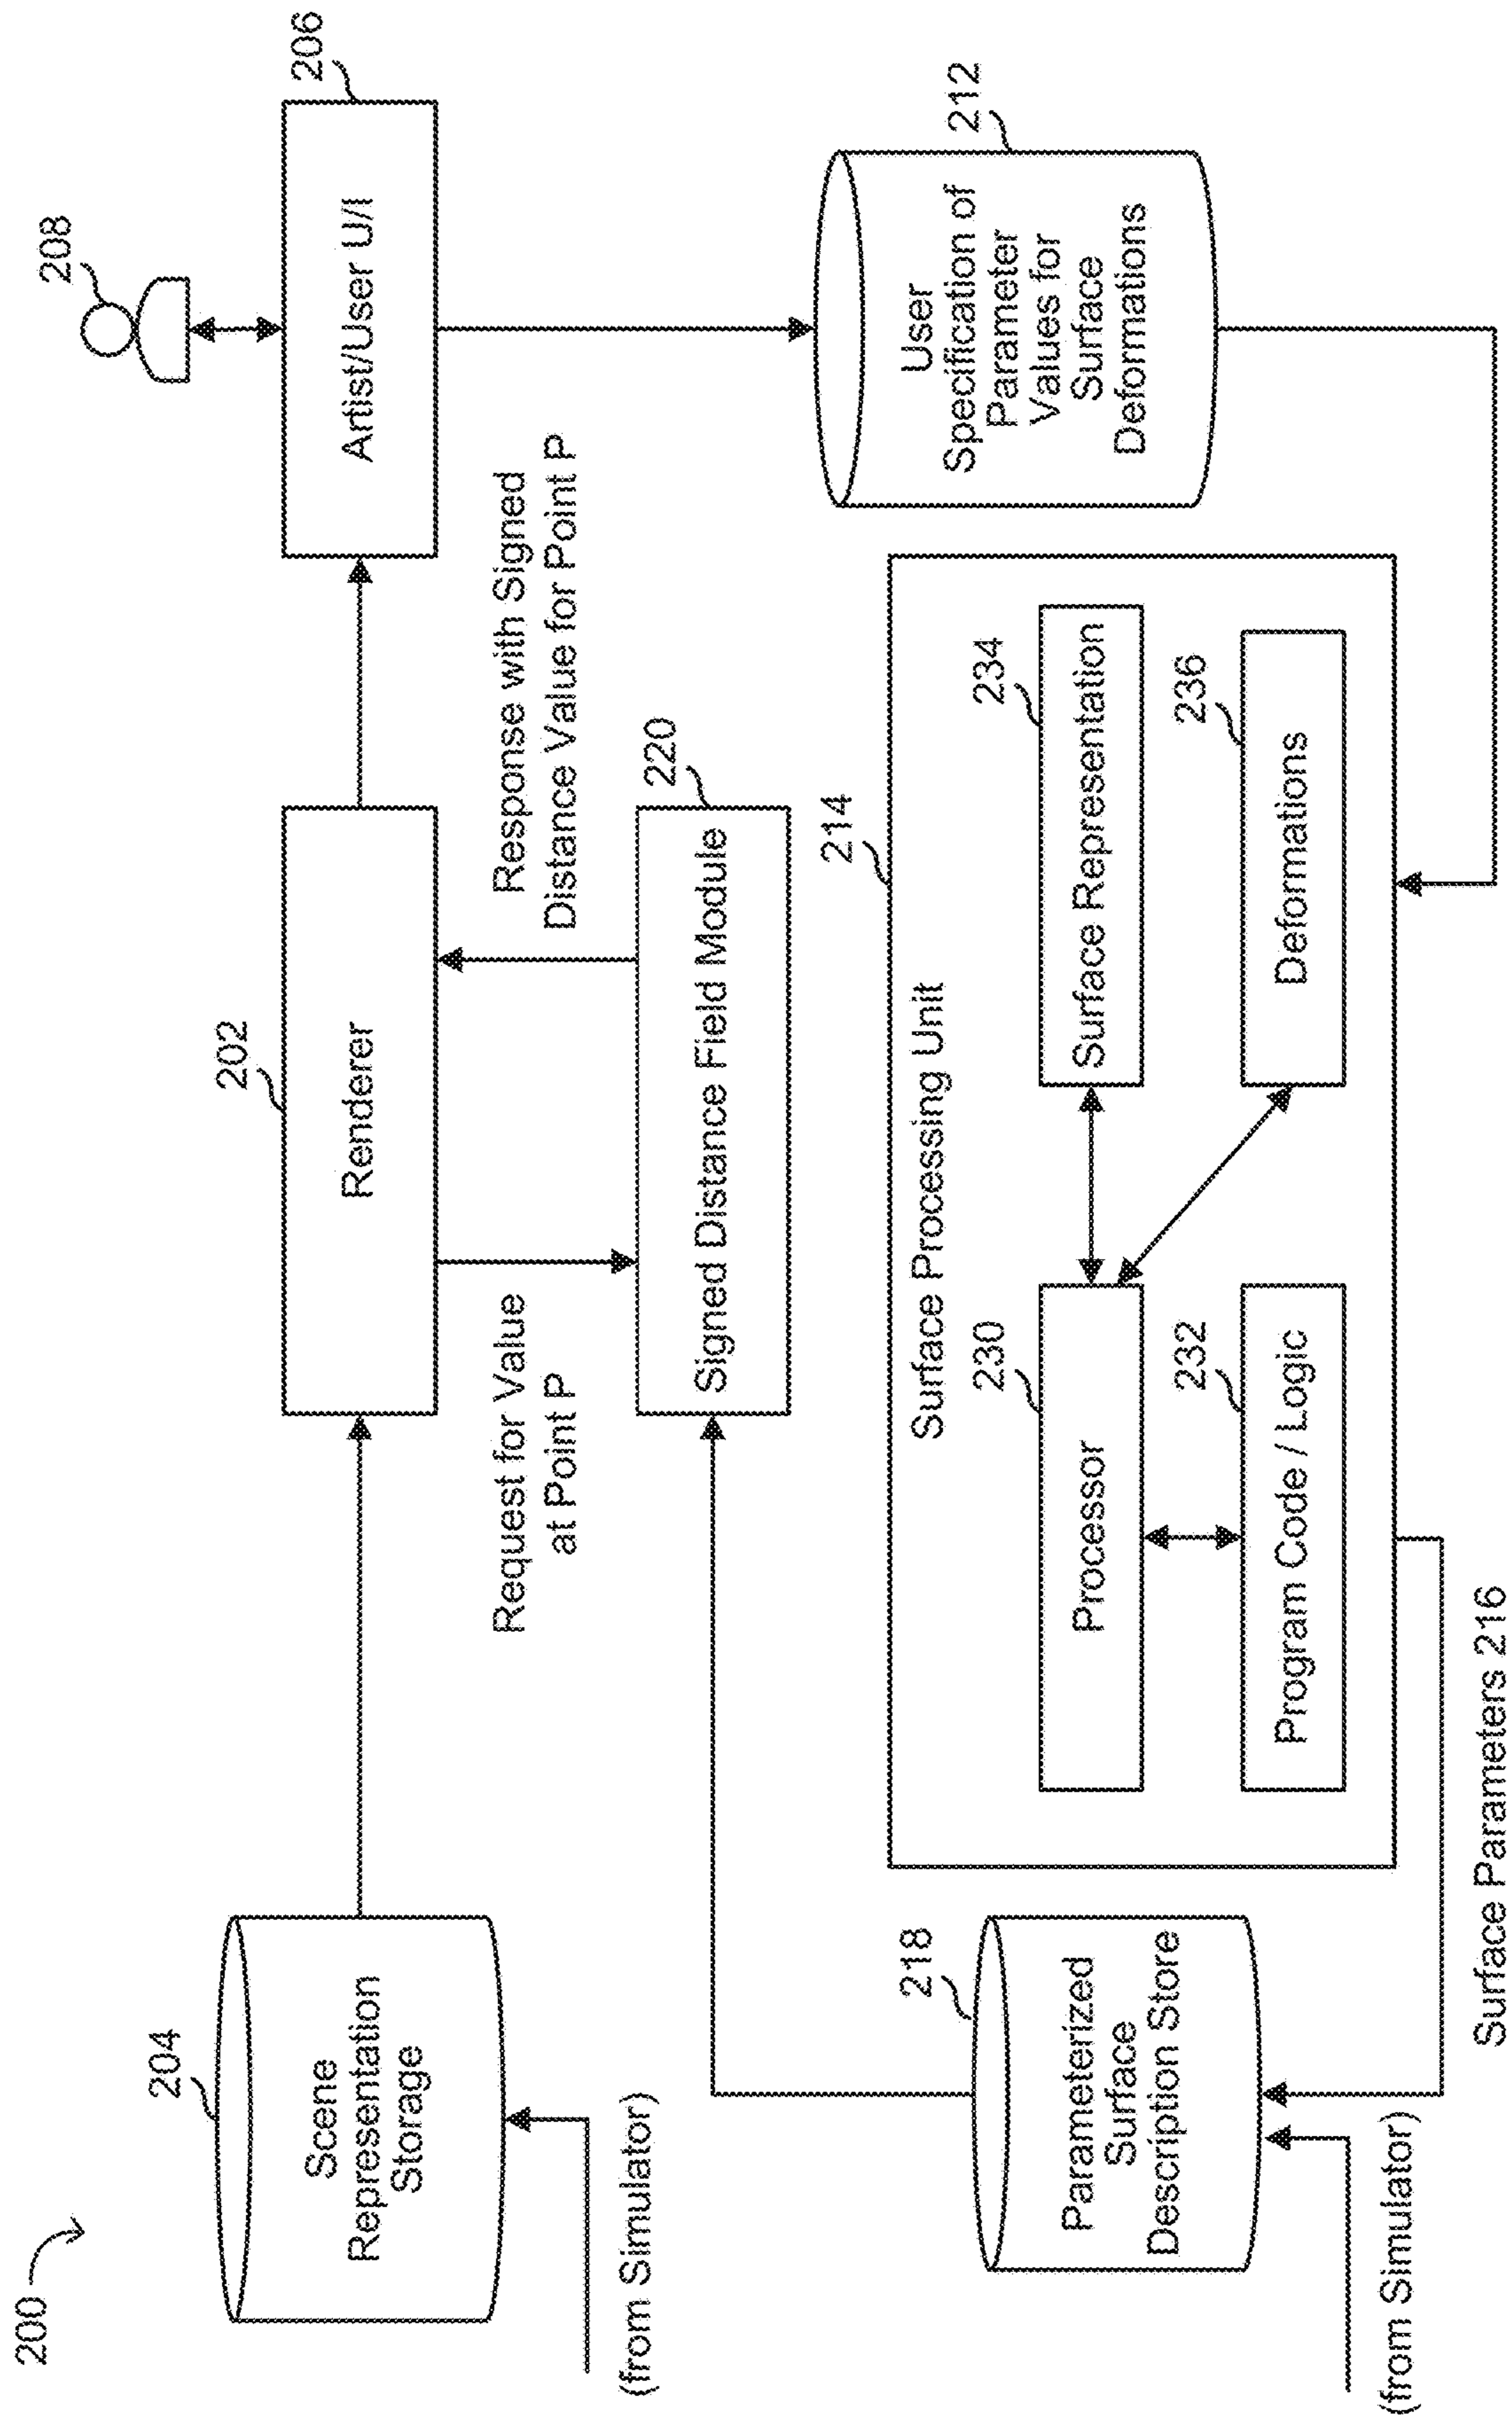 200
204
Scene
Representation
Storage
(from Simulator)
202
Renderer
208
206
Artist/User U/I
Request for Value
at Point P
Response with Signed
Distance Value for Point P
220
Signed Distance Field Module
212
User
Specification of
Parameter
Values for
Surface
Deformations
218
Parameterized
Surface
Description Store
(from Simulator)
214
Surface Processing Unit
230
Processor
234
Surface Representation
232
Program Code / Logic
236
Deformations
Surface Parameters 216